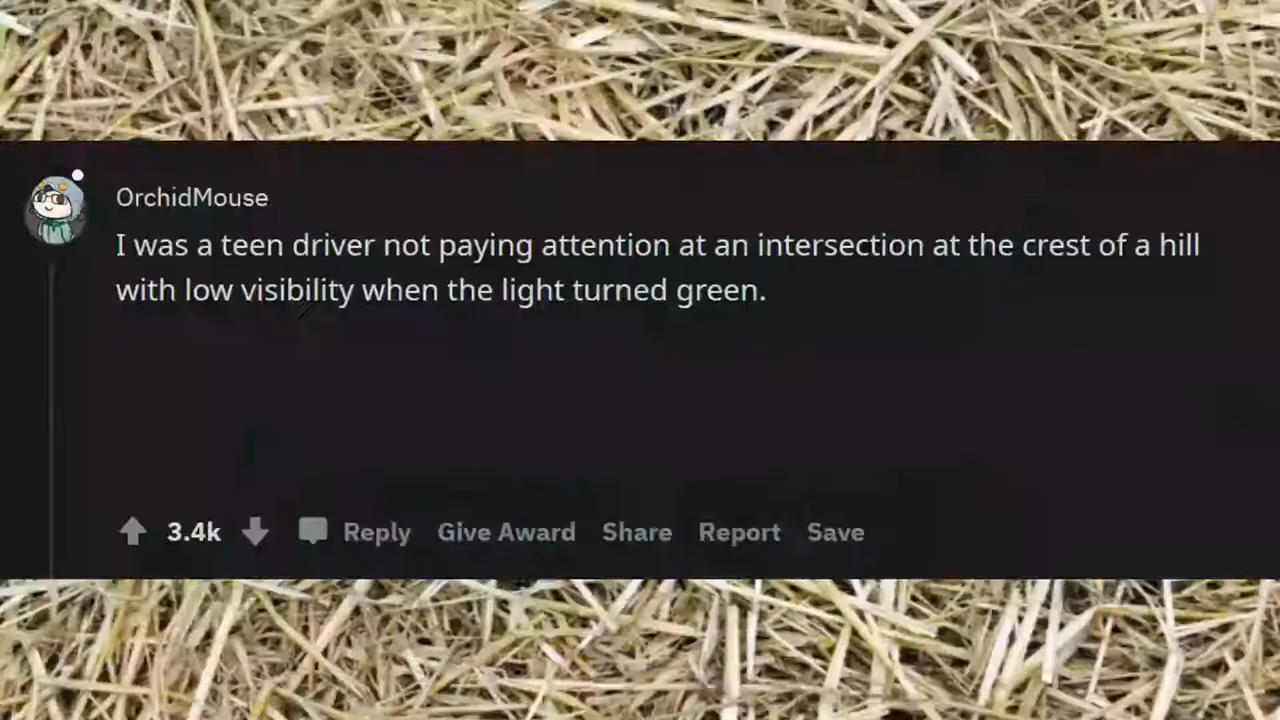 OrchidMouse
I was a teen driver not paying attention at an intersection at the crest of a hill
with low visibility when the light turned green.
3.4k Reply Give Award Share Report Save